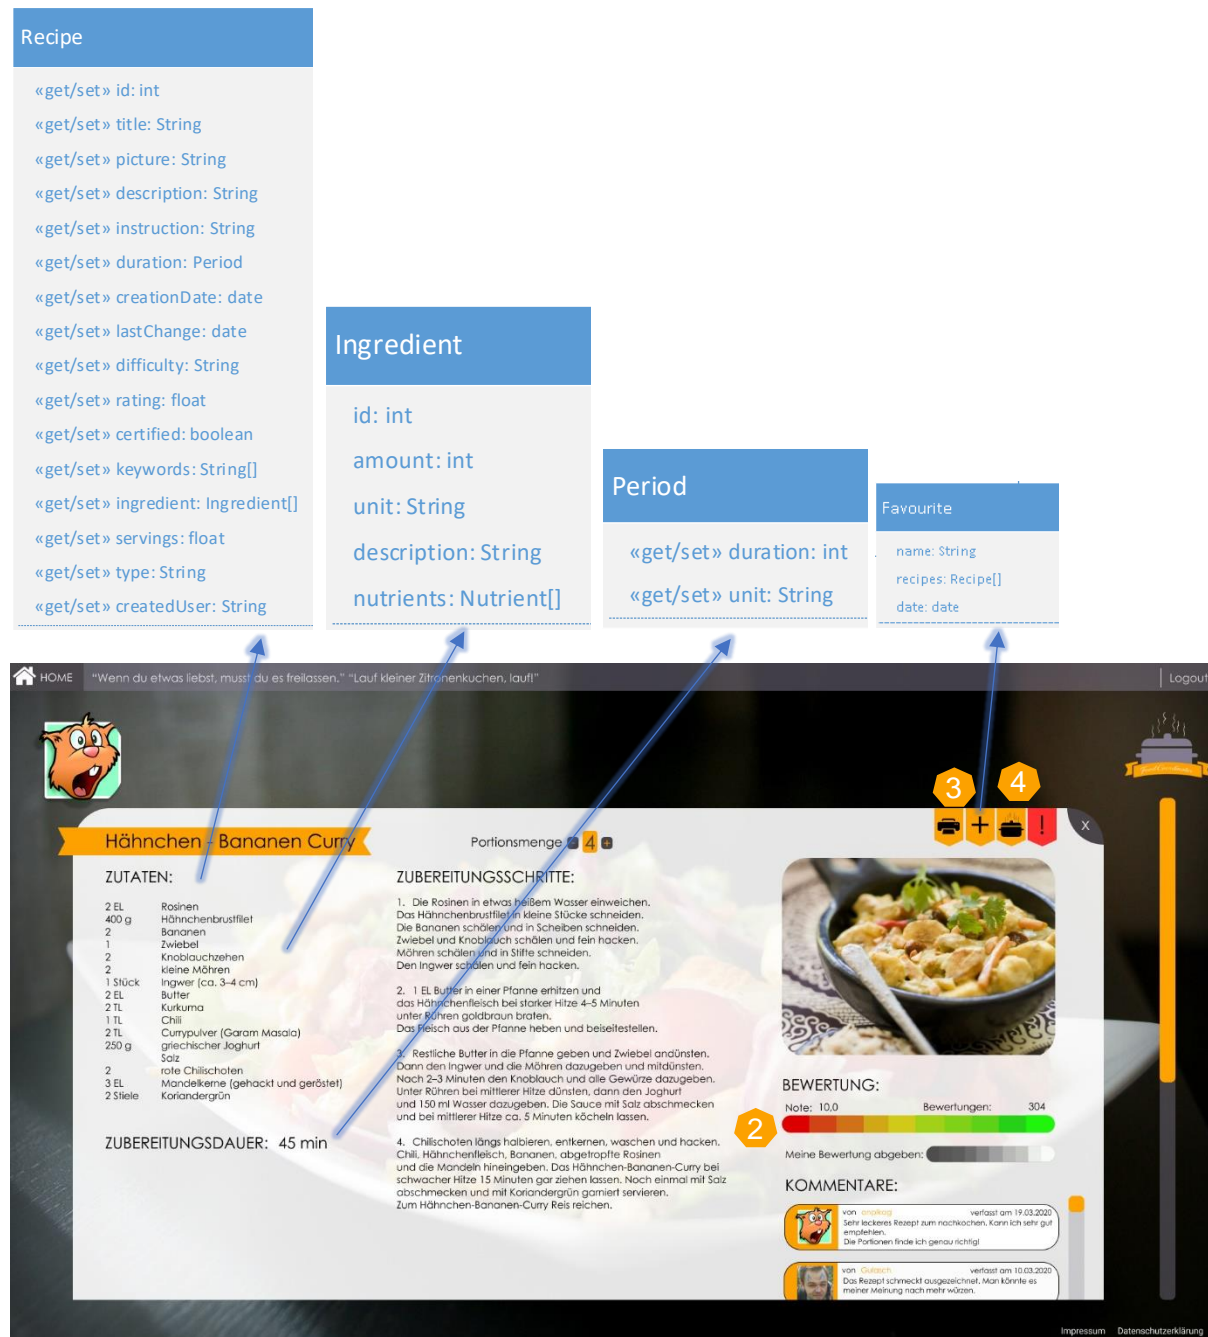 Recipe
«get/set» id: int
«get/set» title: String
«get/set» picture: String
«get/set» description: String
«get/set» instruction: String
«get/set» duration: Period
«get/set» creationDate: date
«get/set» lastChange: date
«get/set» difficulty: String
«get/set» rating: float
«get/set» certified: boolean
«get/set» keywords: String[]
«get/set» ingredient: Ingredient[]
«get/set» servings: float
«get/set» type: String
«get/set» createdUser: String
Ingredient
id: int
amount: int
unit: String
description: String
nutrients: Nutrient[]
Period
«get/set» duration: int
«get/set» unit: String
Favourite
name: String
recipes: Recipe[]
date: date
HOME
"Wenn du etwas liebst, musst du es freilassen." "Lauf kleiner Zitronenkuchen, lauf!"
Logout
3
4
Hähnchen - Bananen Curry
Portionsmenge - 4 +
+
!
X
ZUTATEN:
2 EL Rosinen
400 g Hähnchenbrustfilet
2 Bananen
1 Zwiebel
2 Knoblauchzehen
2 kleine Möhren
1 Stück Ingwer (ca. 3–4 cm)
2 EL Butter
2 TL Kurkuma
1 TL Chili
2 TL Currypulver (Garam Masala)
250 g griechischer Joghurt
Salz
2 rote Chilischoten
3 EL Mandelkerne (gehackt und geröstet)
2 Stiele Koriandergrün
ZUBEREITUNGSDAUER: 45 min
ZUBEREITUNGSSCHRITTE:
1. Die Rosinen in etwas heißem Wasser einweichen.
Das Hähnchenbrustfilet in kleine Stücke schneiden.
Die Bananen schälen und in Scheiben schneiden.
Zwiebel und Knoblauch schälen und fein hacken.
Möhren schälen und in Stifte schneiden.
Den Ingwer schälen und fein hacken.
2. 1 EL Butter in einer Pfanne erhitzen und
das Hähnchenfleisch bei starker Hitze 4–5 Minuten
unter Rühren goldbraun braten.
Das Fleisch aus der Pfanne heben und beiseitestellen.
3. Restliche Butter in die Pfanne geben und Zwiebel andünsten.
Dann den Ingwer und die Möhren dazugeben und mitdünsten.
Nach 2–3 Minuten den Knoblauch und alle Gewürze dazugeben.
Unter Rühren bei mittlerer Hitze dünsten, dann den Joghurt
und 150 ml Wasser dazugeben. Die Sauce mit Salz abschmecken
und bei mittlerer Hitze ca. 5 Minuten köcheln lassen.
4. Chilischoten längs halbieren, entkernen, waschen und hacken.
Chili, Hähnchenfleisch, Bananen, abgetropfte Rosinen
und die Mandeln hineingeben. Das Hähnchen-Bananen-Curry bei
schwacher Hitze 15 Minuten gar ziehen lassen. Noch einmal mit Salz
abschmecken und mit Koriandergrün garniert servieren.
Zum Hähnchen-Bananen-Curry Reis reichen.
BEWERTUNG:
Note: 10,0 Bewertungen: 304
2
Meine Bewertung abgeben:
KOMMENTARE:
von verfasst am 19.03.2020
Sehr leckeres Rezept zum nachkochen. Kann ich sehr gut
empfehlen.
Die Portionen finde ich genau richtig!
von Gulasch verfasst am 10.03.2020
Das Rezept schmeckt ausgezeichnet. Man könnte es
meiner Meinung nach mehr würzen.
Impressum Datenschutzerklärung